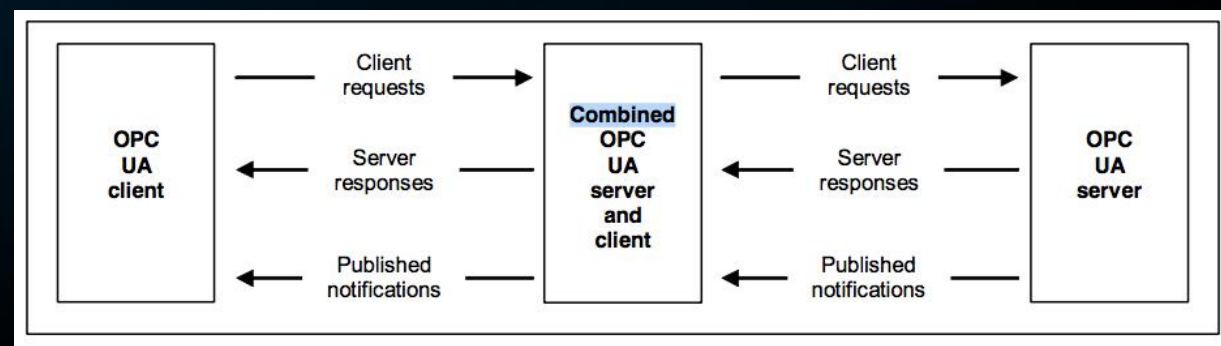 OPC
UA
client
Client
requests
Server
responses
Published
notifications
Combined
OPC
UA
server
and
client
Client
requests
Server
responses
Published
notifications
OPC
UA
server